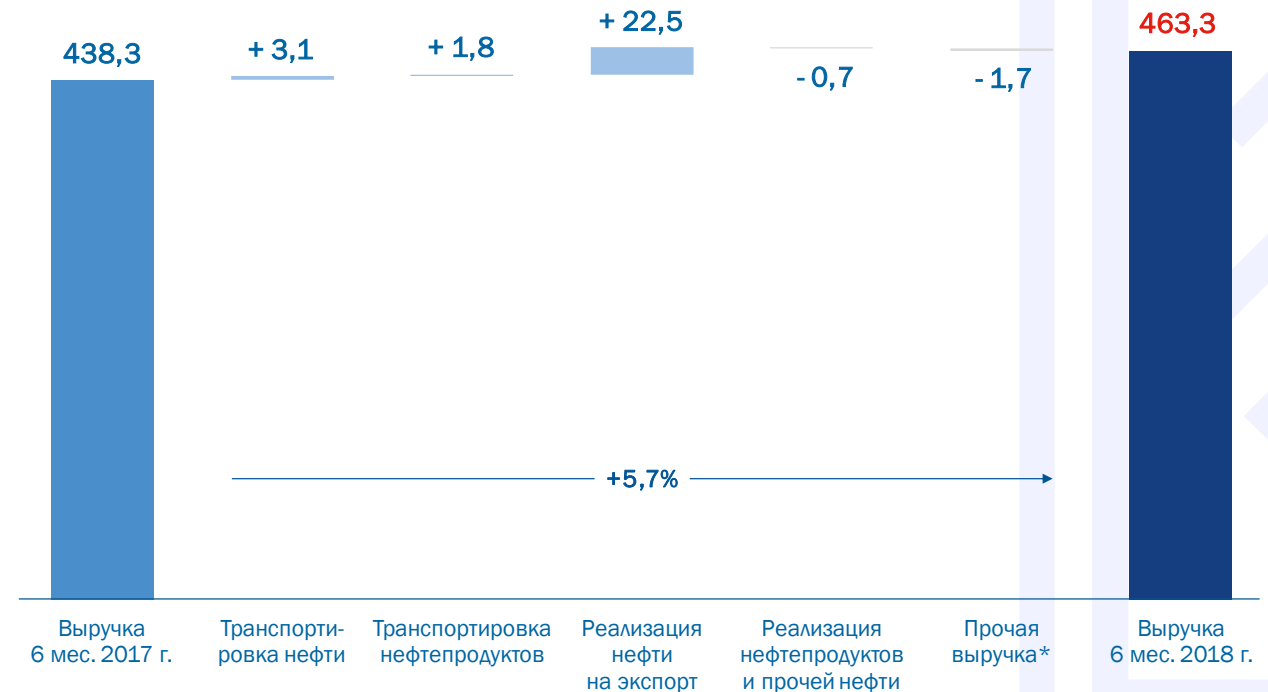 438,3
+ 3,1
+ 1,8
+ 22,5
- 0,7
- 1,7
463,3
+5,7%
Выручка
6 мес. 2017 г.
Транспорти-
ровка нефти
Транспортировка
нефтепродуктов
Реализация
нефти
на экспорт
Реализация
нефтепродуктов
и прочей нефти
Прочая
выручка*
Выручка
6 мес. 2018 г.